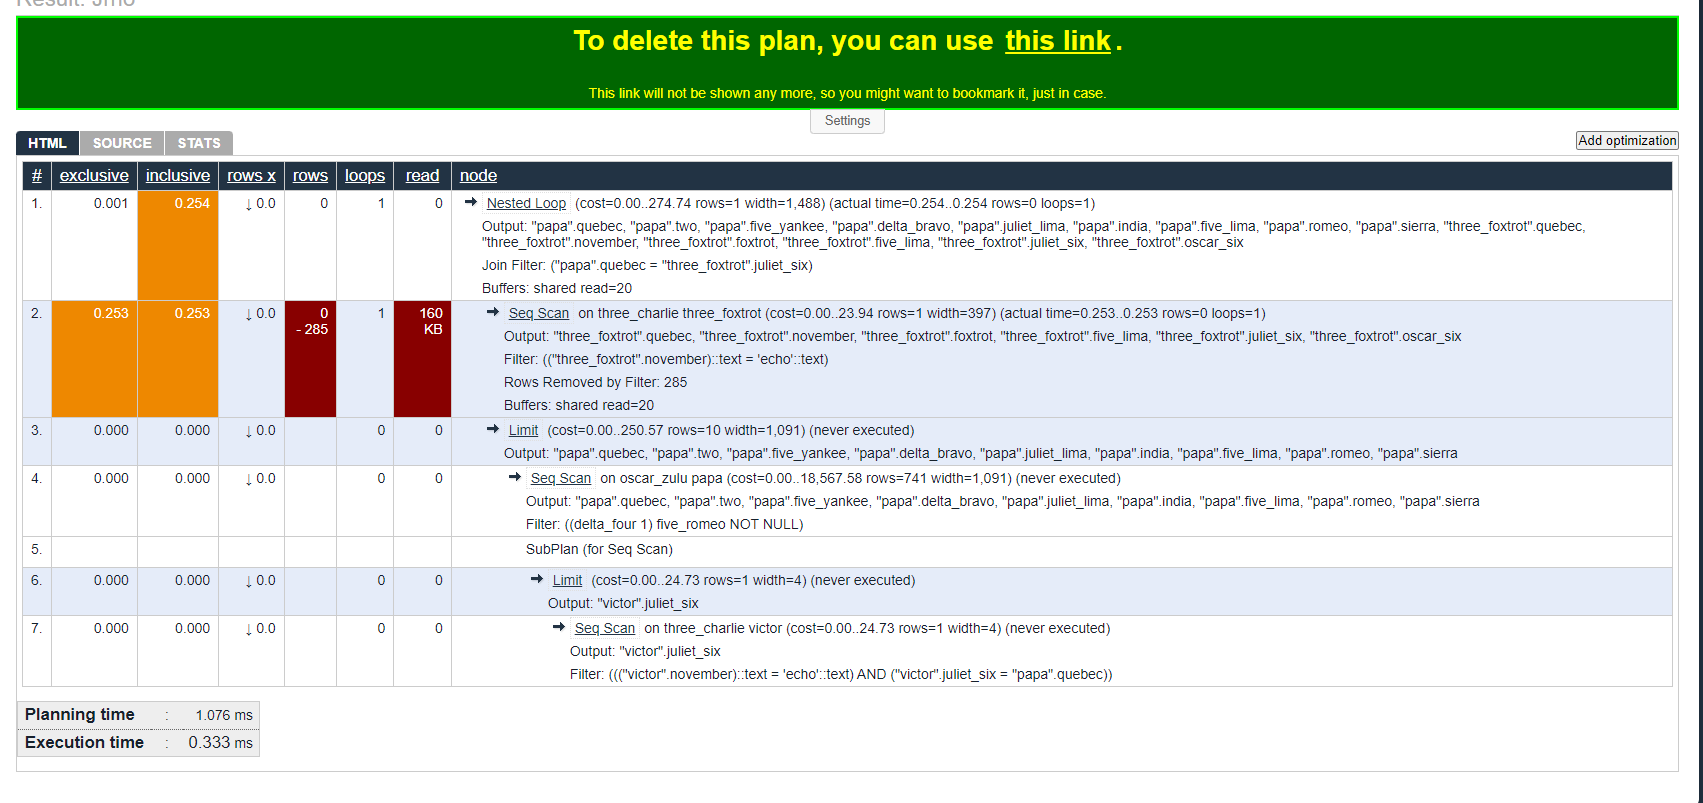 To delete this plan, you can use this link.
This link will not be shown any more, so you might want to bookmark it, just in case.
Settings
HTML SOURCE STATS
Add optimization
# exclusive inclusive rows x rows loops read node
1. 0.001 0.254 ↓ 0.0 0 1 0 ➔ Nested Loop (cost=0.00..274.74 rows=1 width=1,488) (actual time=0.254..0.254 rows=0 loops=1)
Output: "papa".quebec, "papa".two, "papa".five_yankee, "papa".delta_bravo, "papa".juliet_lima, "papa".india, "papa".five_lima, "papa".romeo, "papa".sierra, "three_foxtrot".quebec,
"three_foxtrot".november, "three_foxtrot".foxtrot, "three_foxtrot".five_lima, "three_foxtrot".juliet_six, "three_foxtrot".oscar_six
Join Filter: ("papa".quebec = "three_foxtrot".juliet_six)
Buffers: shared read=20
2. 0.253 0.253 ↓ 0.0 0 1 160 ➔ Seq Scan on three_charlie three_foxtrot (cost=0.00..23.94 rows=1 width=397) (actual time=0.253..0.253 rows=0 loops=1)
- 285 KB
Output: "three_foxtrot".quebec, "three_foxtrot".november, "three_foxtrot".foxtrot, "three_foxtrot".five_lima, "three_foxtrot".juliet_six, "three_foxtrot".oscar_six
Filter: (("three_foxtrot".november)::text = 'echo'::text)
Rows Removed by Filter: 285
Buffers: shared read=20
3. 0.000 0.000 ↓ 0.0 0 0 ➔ Limit (cost=0.00..250.57 rows=10 width=1,091) (never executed)
Output: "papa".quebec, "papa".two, "papa".five_yankee, "papa".delta_bravo, "papa".juliet_lima, "papa".india, "papa".five_lima, "papa".romeo, "papa".sierra
4. 0.000 0.000 ↓ 0.0 0 0 ➔ Seq Scan on oscar_zulu papa (cost=0.00..18,567.58 rows=741 width=1,091) (never executed)
Output: "papa".quebec, "papa".two, "papa".five_yankee, "papa".delta_bravo, "papa".juliet_lima, "papa".india, "papa".five_lima, "papa".romeo, "papa".sierra
Filter: ((delta_four 1) five_romeo NOT NULL)
5. SubPlan (for Seq Scan)
6. 0.000 0.000 ↓ 0.0 0 0 ➔ Limit (cost=0.00..24.73 rows=1 width=4) (never executed)
Output: "victor".juliet_six
7. 0.000 0.000 ↓ 0.0 0 0 ➔ Seq Scan on three_charlie victor (cost=0.00..24.73 rows=1 width=4) (never executed)
Output: "victor".juliet_six
Filter: ((("victor".november)::text = 'echo'::text) AND ("victor".juliet_six = "papa".quebec))
Planning time : 1.076 ms
Execution time : 0.333 ms